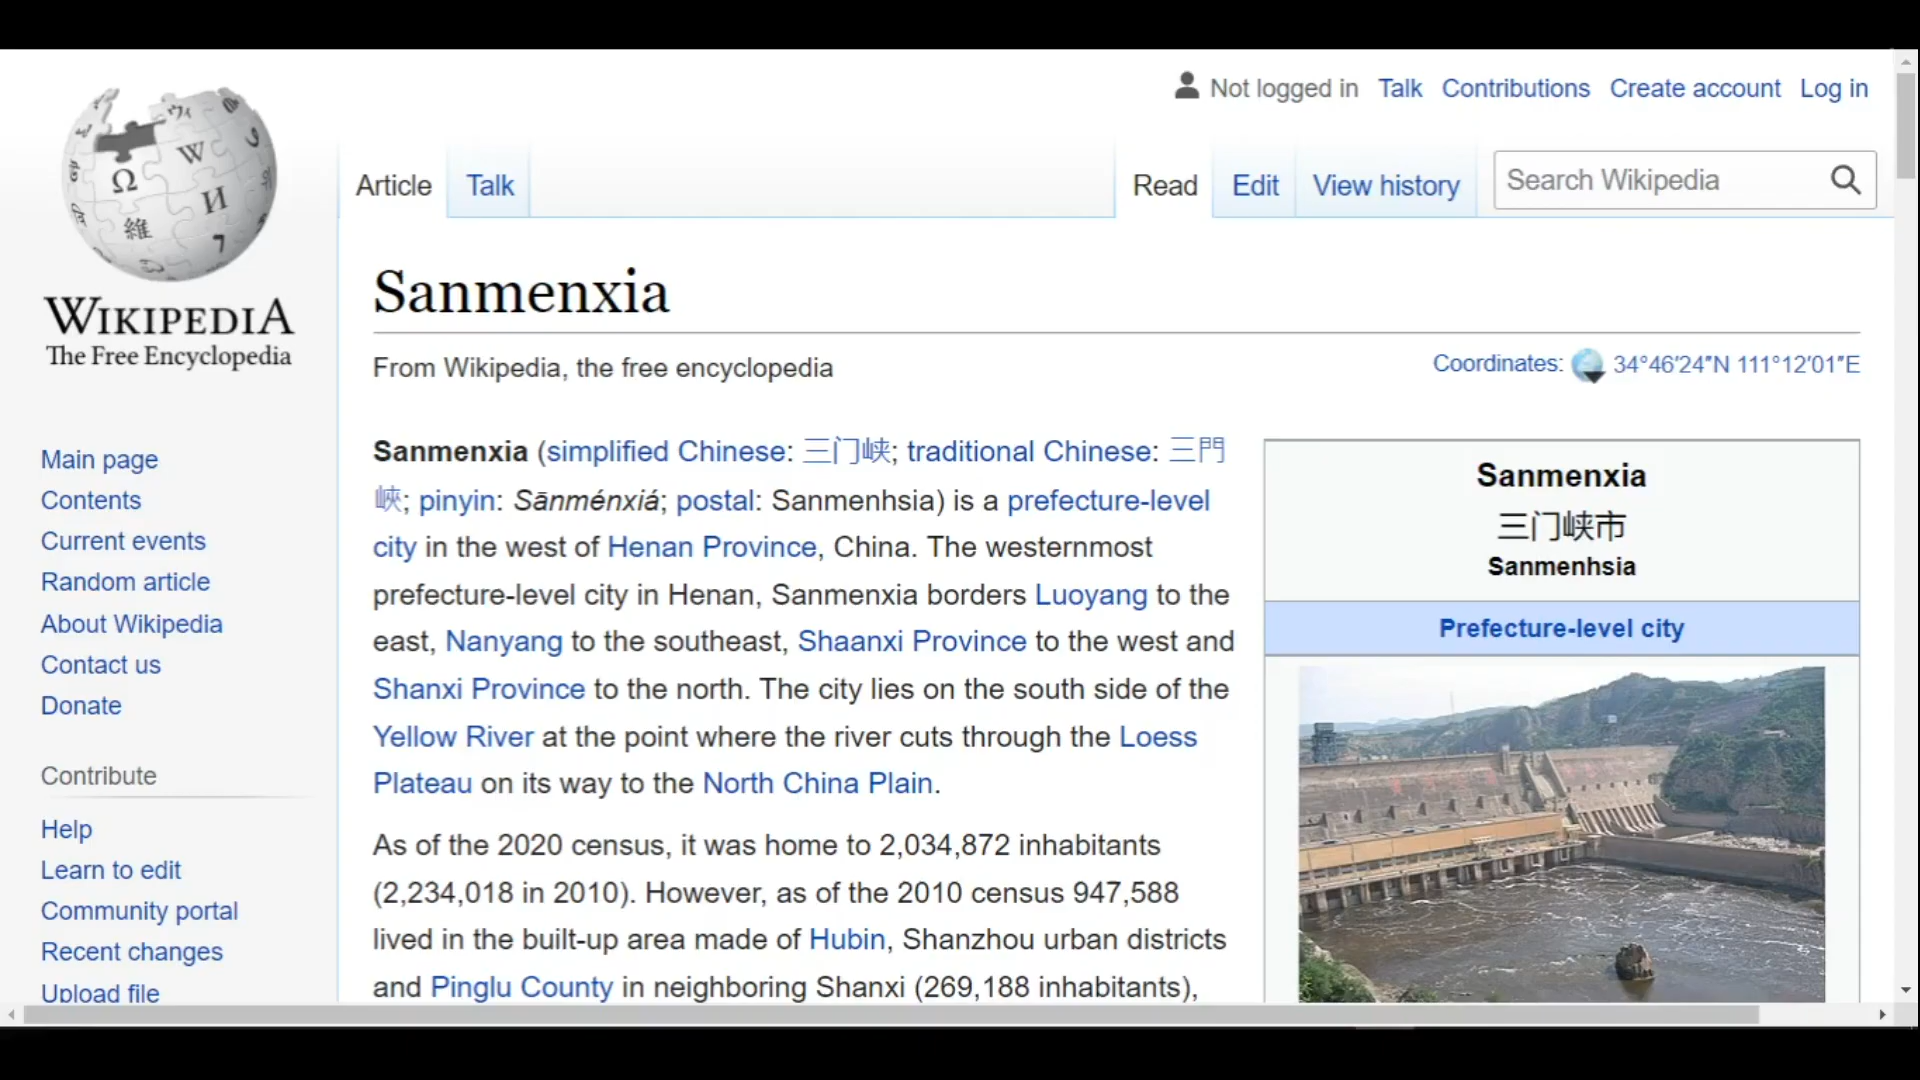 Not logged in Talk Contributions Create account Log in
Article Talk Read Edit View history Search Wikipedia
WIKIPEDIA
The Free Encyclopedia
Main page
Contents
Current events
Random article
About Wikipedia
Contact us
Donate
Contribute
Help
Learn to edit
Community portal
Recent changes
Upload file
Sanmenxia
From Wikipedia, the free encyclopedia
Coordinates: 34°46′24″N 111°12′01″E
Sanmenxia (simplified Chinese: 三门峡; traditional Chinese: 三門
峽; pinyin: Sānménxiá; postal: Sanmenhsia) is a prefecture-level
city in the west of Henan Province, China. The westernmost
prefecture-level city in Henan, Sanmenxia borders Luoyang to the
east, Nanyang to the southeast, Shaanxi Province to the west and
Shanxi Province to the north. The city lies on the south side of the
Yellow River at the point where the river cuts through the Loess
Plateau on its way to the North China Plain.
As of the 2020 census, it was home to 2,034,872 inhabitants
(2,234,018 in 2010). However, as of the 2010 census 947,588
lived in the built-up area made of Hubin, Shanzhou urban districts
and Pinglu County in neighboring Shanxi (269,188 inhabitants),
Sanmenxia
三门峡市
Sanmenhsia
Prefecture-level city